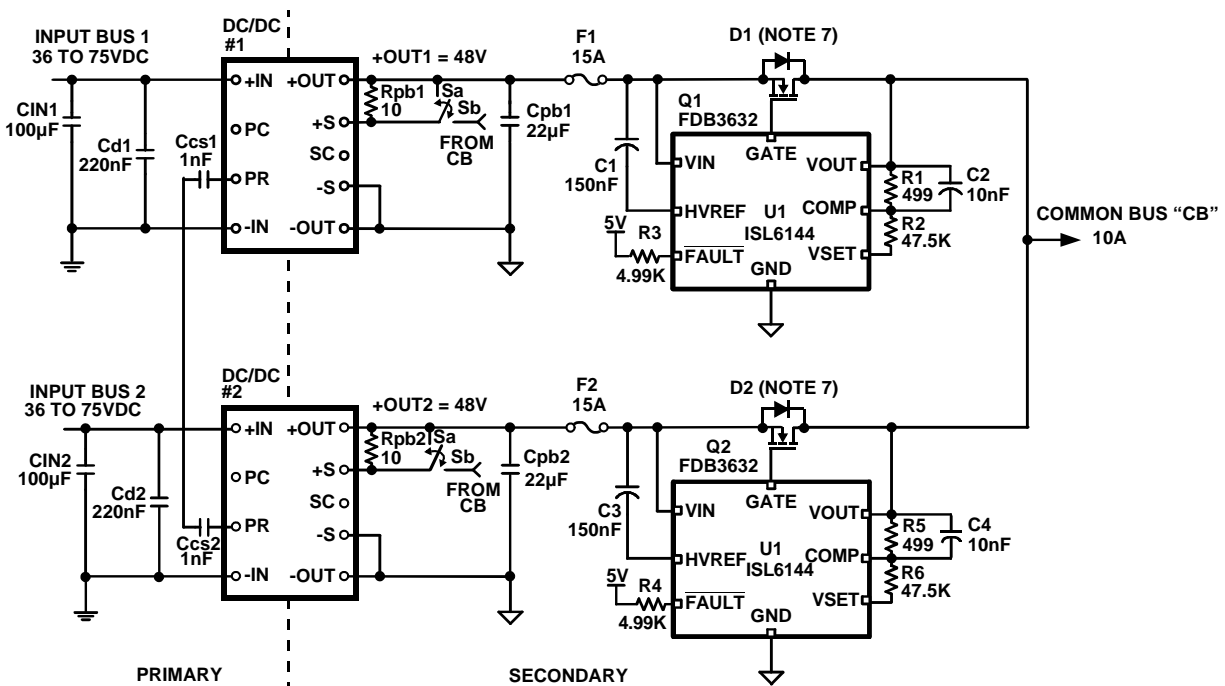 INPUT BUS 1
36 TO 75VDC
DC/DC
#1
+OUT1 = 48V
F1
15A
D1 (NOTE 7)
CIN1
100µF
Cd1
220nF
Ccs1
1nF
+IN
PC
PR
-IN
+OUT
+S
SC
-S
-OUT
Rpb1
10
Sa
Sb
FROM
CB
Cpb1
22µF
C1
150nF
Q1
FDB3632
GATE
VIN
HVREF
FAULT
U1
ISL6144
GND
VOUT
COMP
VSET
5V
R3
4.99K
R1
499
R2
47.5K
C2
10nF
COMMON BUS “CB”
10A
INPUT BUS 2
36 TO 75VDC
DC/DC
#2
+OUT2 = 48V
F2
15A
D2 (NOTE 7)
CIN2
100µF
Cd2
220nF
Ccs2
1nF
+IN
PC
PR
-IN
+OUT
+S
SC
-S
-OUT
Rpb2
10
Sa
Sb
FROM
CB
Cpb2
22µF
C3
150nF
Q2
FDB3632
GATE
VIN
HVREF
FAULT
U1
ISL6144
GND
VOUT
COMP
VSET
5V
R4
4.99K
R5
499
R6
47.5K
C4
10nF
PRIMARY
SECONDARY